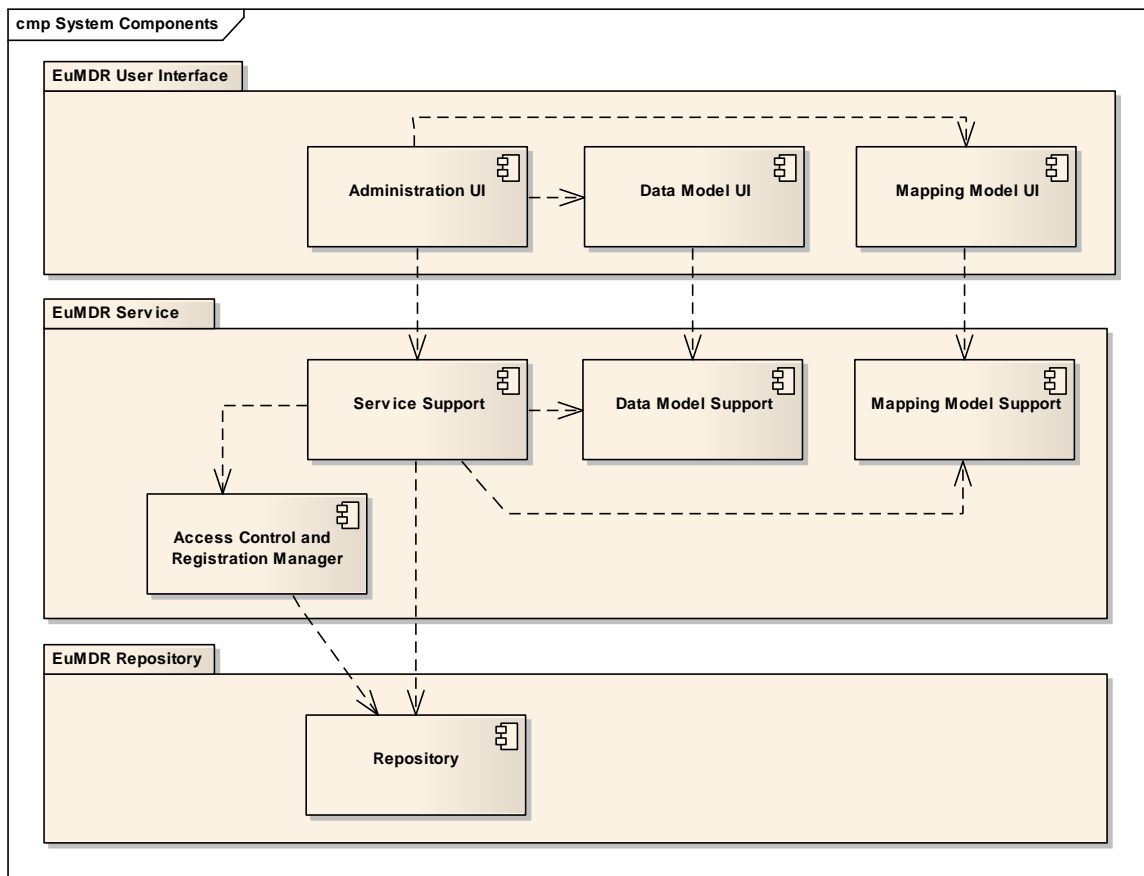 cmp System Components
EuMDR User Interface
Administration UI
Data Model UI
Mapping Model UI
EuMDR Service
Service Support
Data Model Support
Mapping Model Support
Access Control and
Registration Manager
EuMDR Repository
Repository